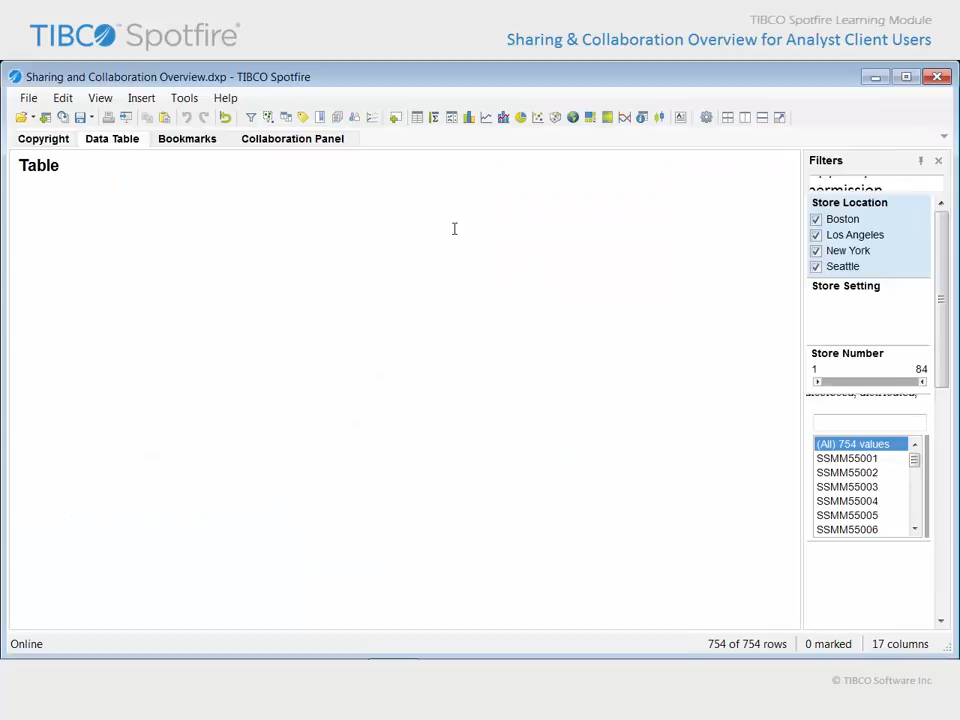 TIBCO Spotfire
TIBCO Spotfire Learning Module
Sharing & Collaboration Overview for Analyst Client Users
Sharing and Collaboration Overview.dxp - TIBCO Spotfire
File Edit View Insert Tools Help
Copyright Data Table Bookmarks Collaboration Panel
Table
Filters
permission
Store Location
Boston
Los Angeles
New York
Seattle
Store Setting
Store Number
1 84
(All) 754 values
SSMM55001
SSMM55002
SSMM55003
SSMM55004
SSMM55005
SSMM55006
Online 754 of 754 rows 0 marked 17 columns
© TIBCO Software Inc